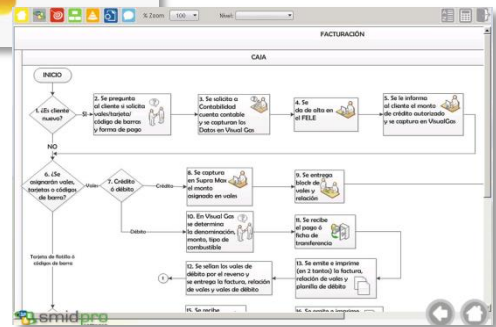 % Zoom 100 Nivel:
FACTURACIÓN
CAJA
INICIO
1. ¿Es cliente
nuevo?
SI
2. Se pregunta
al cliente si solicita
vales/tarjeta/
código de barras
y forma de pago
3. Se solicita a
Contabilidad
cuenta contable
y se capturan los
Datos en Visual Gas
4. Se
da de alta en
el FELE
5. Se le informa
al cliente el monto
de crédito autorizado
y se captura en VisualGas
NO
6. ¿Se
asignarán vales,
tarjetas o códigos
de barra?
Vales
7. Crédito
ó débito
Crédito
8. Se captura
en Supra Max
el monto
asignado en vales
9. Se entrega
block de
vales y
relación
Débito
10. En Visual Gas
se determina
la denominación,
monto, tipo de
combustible
11. Se recibe
el pago ó
ficha de
transferencia
Tarjeta de flotilla ó
códigos de barra
1
12. Se sellan los vales de
débito por el reveno y
se entrega la factura, relación
de vales y vales de débito
13. Se emite e imprime
(en 2 tantos) la factura,
relación de vales y
planilla de débito
15. Se recibe
smidpro